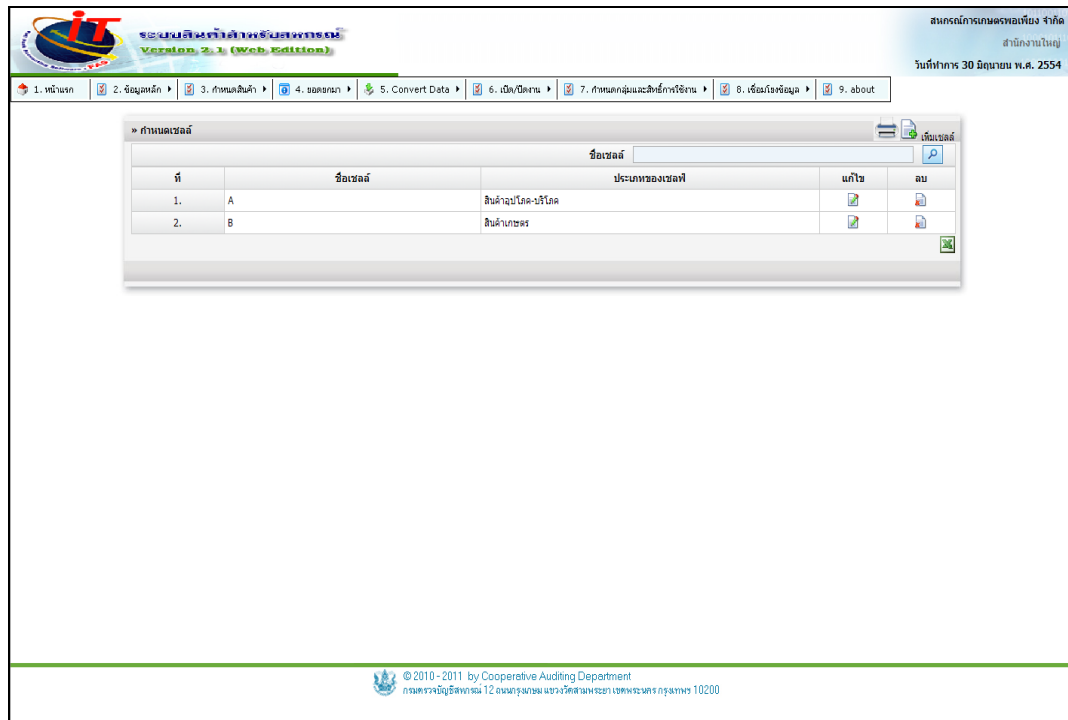 สหกรณ์การเกษตรพอเพียง จำกัด
ระบบสินค้าสำหรับสหกรณ์
สำนักงานใหญ่
Version 2.1 (Web Edition)
วันที่ทำการ 30 มิถุนายน พ.ศ. 2554
1. หน้าแรก 2. ข้อมูลหลัก 3. กำหนดสินค้า 4. ยอดยกมา 5. Convert Data 6. เปิด/ปิดงาน 7. กำหนดกลุ่มและสิทธิ์การใช้งาน 8. เชื่อมโยงข้อมูล 9. about
» กำหนดเชลล์ เพิ่มเชลล์
ชื่อเชลล์
ที่ ชื่อเชลล์ ประเภทของเชลฟ์ แก้ไข ลบ
1. A สินค้าอุปโภค-บริโภค
2. B สินค้าเกษตร
© 2010 - 2011 by Cooperative Auditing Department
กรมตรวจบัญชีสหกรณ์ 12 ถนนกรุงเกษม แขวงวัดสามพระยา เขตพระนคร กรุงเทพฯ 10200